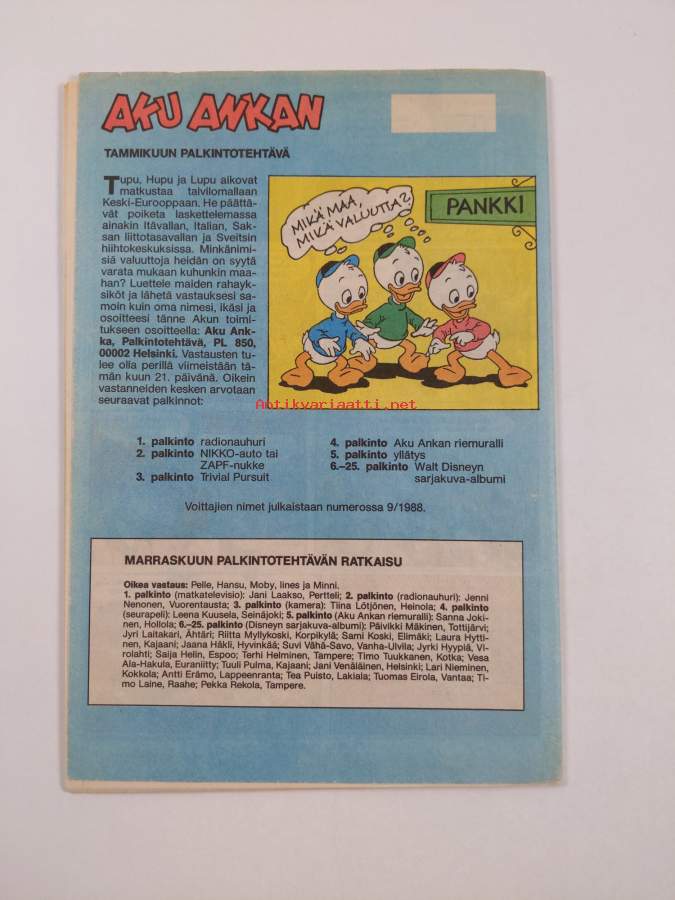 AKU ANKAN
TAMMIKUUN PALKINTOTEHTÄVÄ
Tupu, Hupu ja Lupu aikovat
matkustaa talvilomallaan
Keski-Eurooppaan. He päättä-
vät poiketa laskettelemassa
ainakin Itävallan, Italian, Sak-
san liittotasavallan ja Sveitsin
hiihtokeskuksissa. Minkänimi-
siä valuuttoja heidän on syytä
varata mukaan kuhunkin maa-
han? Luettele maiden rahayk-
siköt ja lähetä vastauksesi sa-
moin kuin oma nimesi, ikäsi ja
osoitteesi tänne Akun toimi-
tukseen osoitteella: Aku Ank-
ka, Palkintotehtävä, PL 850,
00002 Helsinki. Vastausten tu-
lee olla perillä viimeistään tä-
män kuun 21. päivänä. Oikein
vastanneiden kesken arvotaan
seuraavat palkinnot:
MIKÄ MAA,
MIKÄ VALUUTTA?
PANKKI
Antikvariaatti.net
1. palkinto radionauhuri
2. palkinto NIKKO-auto tai
ZAPF-nukke
3. palkinto Trivial Pursuit
4. palkinto Aku Ankan riemuralli
5. palkinto yllätys
6.–25. palkinto Walt Disneyn
sarjakuva-albumi
Voittajien nimet julkaistaan numerossa 9/1988.
MARRASKUUN PALKINTOTEHTÄVÄN RATKAISU
Oikea vastaus: Pelle, Hansu, Moby, Iines ja Minni.
1. palkinto (matkatelevisio): Jani Laakso, Pertteli; 2. palkinto (radionauhuri): Jenni
Nenonen, Vuorentausta; 3. palkinto (kamera): Tiina Lötjönen, Heinola; 4. palkinto
(seurapeli): Leena Kuusela, Seinäjoki; 5. palkinto (Aku Ankan riemuralli): Sanna Joki-
nen, Hollola; 6.–25. palkinto (Disneyn sarjakuva-albumi): Päivikki Mäkinen, Tottijärvi;
Jyri Laitakari, Ähtäri; Riitta Myllykoski, Korpikylä; Sami Koski, Elimäki; Laura Hytti-
nen, Kajaani; Jaana Häkli, Hyvinkää; Suvi Vähä-Savo, Vanha-Ulvila; Jyrki Hyypiä, Vi-
rolahti; Saija Helin, Espoo; Terhi Helminen, Tampere; Timo Tuukkanen, Kotka; Vesa
Ala-Hakula, Euraniitty; Tuuli Pulma, Kajaani; Jani Venäläinen, Helsinki; Lari Nieminen,
Kokkola; Antti Erämo, Lappeenranta; Tea Puisto, Lakiala; Tuomas Eirola, Vantaa; Ti-
mo Laine, Raahe; Pekka Rekola, Tampere.